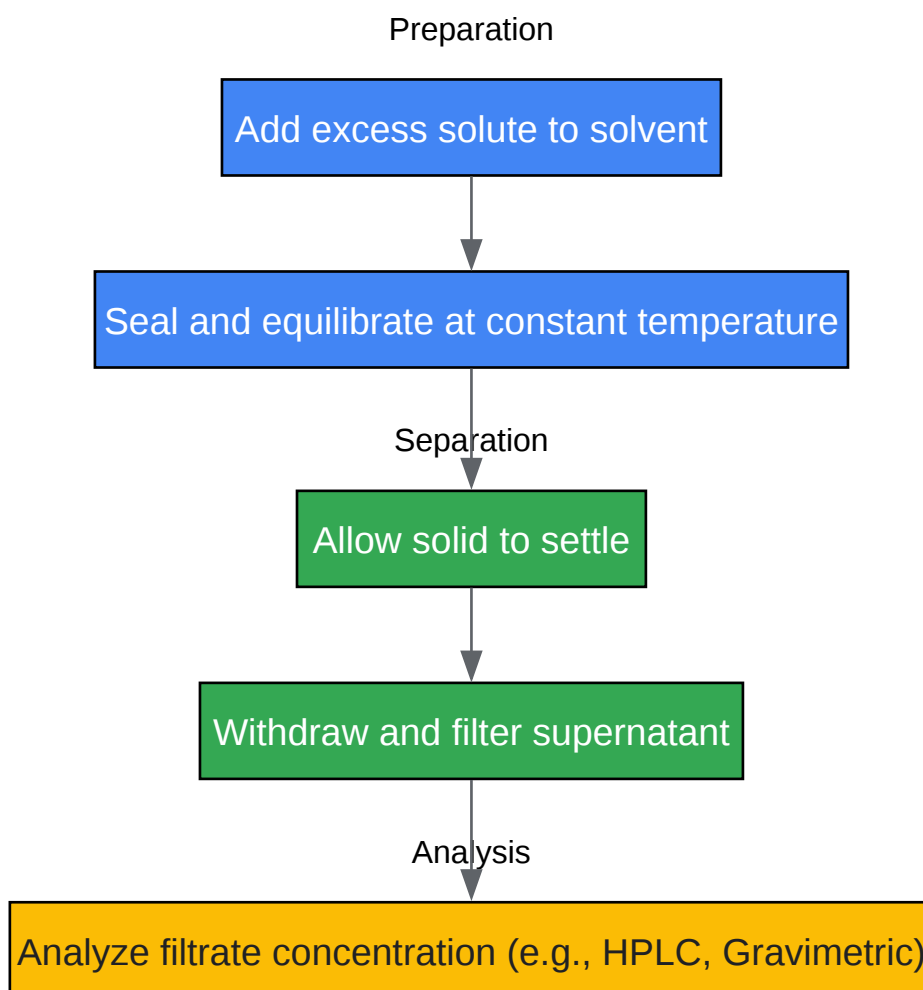 Preparation
Add excess solute to solvent
Seal and equilibrate at constant temperature
Separation
Allow solid to settle
Withdraw and filter supernatant
Analysis
Analyze filtrate concentration (e.g., HPLC, Gravimetric)